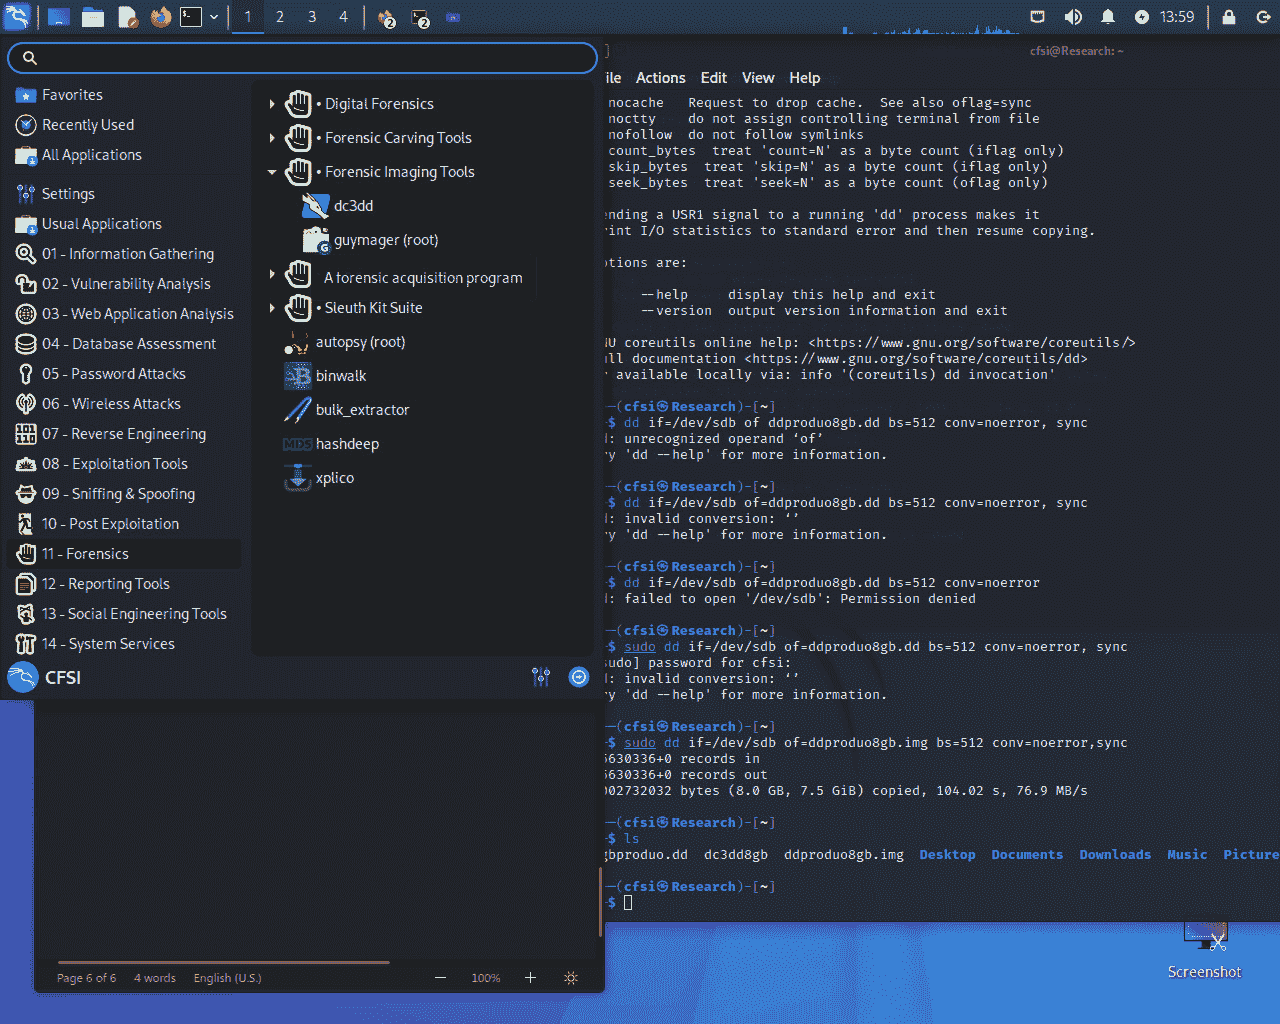 1 2 3 4
2
2
13:59
cfsi@Research: ~
Favorites
Recently Used
All Applications
Settings
Usual Applications
01 - Information Gathering
02 - Vulnerability Analysis
03 - Web Application Analysis
04 - Database Assessment
05 - Password Attacks
06 - Wireless Attacks
07 - Reverse Engineering
08 - Exploitation Tools
09 - Sniffing & Spoofing
10 - Post Exploitation
11 - Forensics
12 - Reporting Tools
13 - Social Engineering Tools
14 - System Services
CFSI
• Digital Forensics
• Forensic Carving Tools
• Forensic Imaging Tools
dc3dd
guymager (root)
A forensic acquisition program
• Sleuth Kit Suite
autopsy (root)
binwalk
bulk_extractor
MD5 hashdeep
xplico
ile Actions Edit View Help
nocache Request to drop cache. See also oflag=sync
noctty do not assign controlling terminal from file
nofollow do not follow symlinks
count_bytes treat 'count=N' as a byte count (iflag only)
skip_bytes treat 'skip=N' as a byte count (iflag only)
seek_bytes treat 'seek=N' as a byte count (oflag only)
ending a USR1 signal to a running 'dd' process makes it
rint I/O statistics to standard error and then resume copying.
tions are:
--help display this help and exit
--version output version information and exit
NU coreutils online help: <https://www.gnu.org/software/coreutils/>
ull documentation <https://www.gnu.org/software/coreutils/dd>
r available locally via: info '(coreutils) dd invocation'
(cfsi㉿Research)-[~]
$ dd if=/dev/sdb of ddproduo8gb.dd bs=512 conv=noerror, sync
d: unrecognized operand ‘of’
ry 'dd --help' for more information.
(cfsi㉿Research)-[~]
$ dd if=/dev/sdb of=ddproduo8gb.dd bs=512 conv=noerror, sync
d: invalid conversion: ‘’
ry 'dd --help' for more information.
(cfsi㉿Research)-[~]
$ dd if=/dev/sdb of=ddproduo8gb.dd bs=512 conv=noerror
d: failed to open '/dev/sdb': Permission denied
(cfsi㉿Research)-[~]
$ sudo dd if=/dev/sdb of=ddproduo8gb.dd bs=512 conv=noerror, sync
sudo] password for cfsi:
d: invalid conversion: ‘’
ry 'dd --help' for more information.
(cfsi㉿Research)-[~]
$ sudo dd if=/dev/sdb of=ddproduo8gb.img bs=512 conv=noerror,sync
5630336+0 records in
5630336+0 records out
002732032 bytes (8.0 GB, 7.5 GiB) copied, 104.02 s, 76.9 MB/s
(cfsi㉿Research)-[~]
$ ls
gbproduo.dd dc3dd8gb ddproduo8gb.img Desktop Documents Downloads Music Picture
(cfsi㉿Research)-[~]
$
Page 6 of 6 4 words English (U.S.) 100%
Screenshot